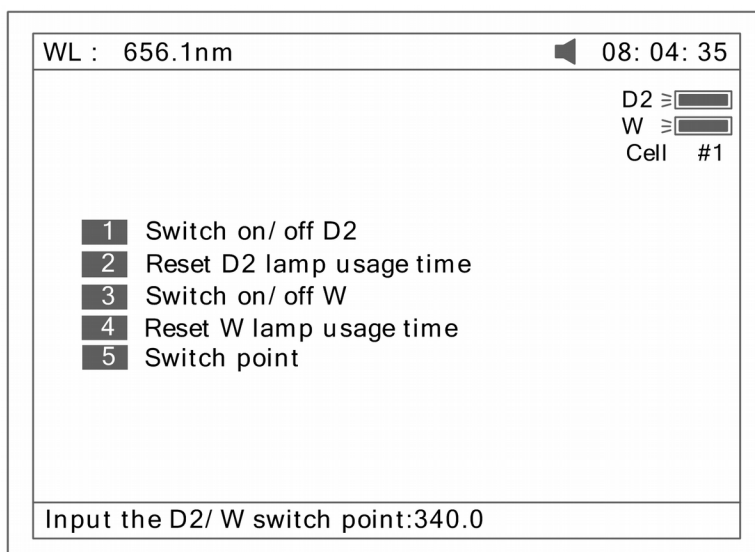 WL : 656.1nm 08: 04: 35
D2
W
Cell #1
1 Switch on/ off D2
2 Reset D2 lamp usage time
3 Switch on/ off W
4 Reset W lamp usage time
5 Switch point
Input the D2/ W switch point:340.0